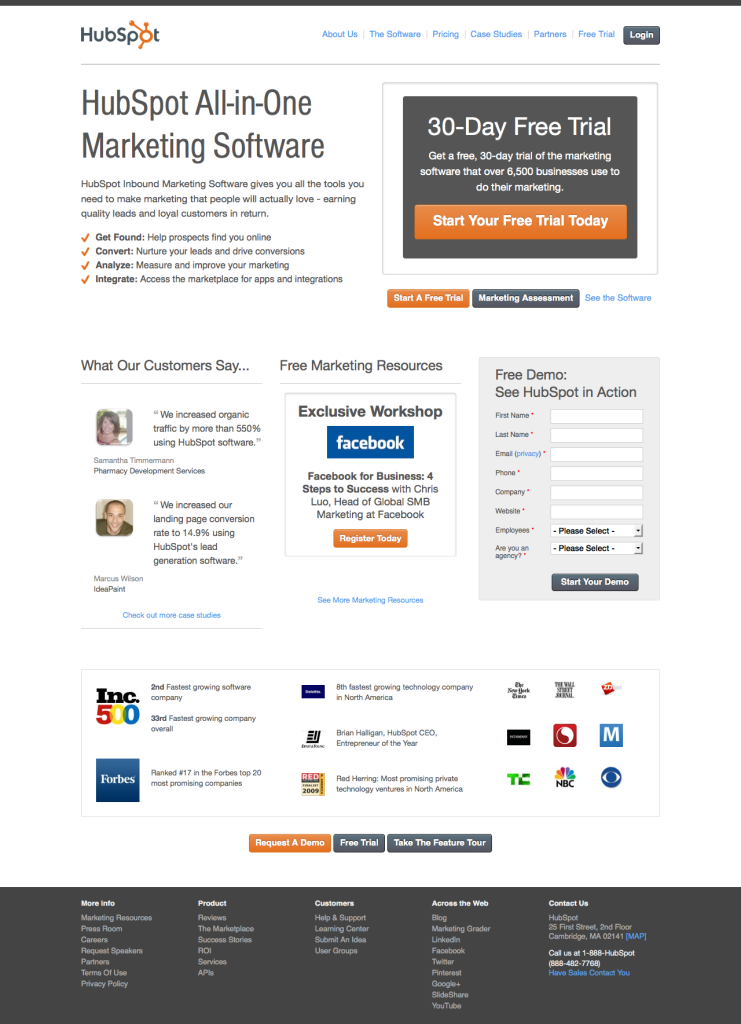 HubSpot
About Us | The Software | Pricing | Case Studies | Partners | Free Trial
Login
HubSpot All-in-One
Marketing Software
HubSpot Inbound Marketing Software gives you all the tools you
need to make marketing that people will actually love - earning
quality leads and loyal customers in return.
Get Found: Help prospects find you online
Convert: Nurture your leads and drive conversions
Analyze: Measure and improve your marketing
Integrate: Access the marketplace for apps and integrations
30-Day Free Trial
Get a free, 30-day trial of the marketing
software that over 6,500 businesses use to
do their marketing.
Start Your Free Trial Today
Start A Free Trial
Marketing Assessment
See the Software
What Our Customers Say...
“ We increased organic
traffic by more than 550%
using HubSpot software.”
Samantha Timmermann
Pharmacy Development Services
“ We increased our
landing page conversion
rate to 14.9% using
HubSpot's lead
generation software.”
Marcus Wilson
IdeaPaint
Check out more case studies
Free Marketing Resources
Exclusive Workshop
facebook
Facebook for Business: 4
Steps to Success with Chris
Luo, Head of Global SMB
Marketing at Facebook
Register Today
See More Marketing Resources
Free Demo:
See HubSpot in Action
First Name *
Last Name *
Email (privacy) *
Phone *
Company *
Website *
Employees *
- Please Select -
Are you an
agency? *
- Please Select -
Start Your Demo
Inc.
500
2nd Fastest growing software
company
33rd Fastest growing company
overall
Forbes
Ranked #17 in the Forbes top 20
most promising companies
Deloitte
8th fastest growing technology company
in North America
Ernst & Young
Brian Halligan, HubSpot CEO,
Entrepreneur of the Year
RED
FINALIST
2009
Red Herring: Most promising private
technology ventures in North America
The
New York
Times
THE WALL
STREET
JOURNAL
M
TC
NBC
Request A Demo
Free Trial
Take The Feature Tour
More Info
Marketing Resources
Press Room
Careers
Request Speakers
Partners
Terms Of Use
Privacy Policy
Product
Reviews
The Marketplace
Success Stories
ROI
Services
APIs
Customers
Help & Support
Learning Center
Submit An Idea
User Groups
Across the Web
Blog
Marketing Grader
LinkedIn
Facebook
Twitter
Pinterest
Google+
SlideShare
YouTube
Contact Us
HubSpot
25 First Street, 2nd Floor
Cambridge, MA 02141 [MAP]
Call us at 1-888-HubSpot
(888-482-7768)
Have Sales Contact You